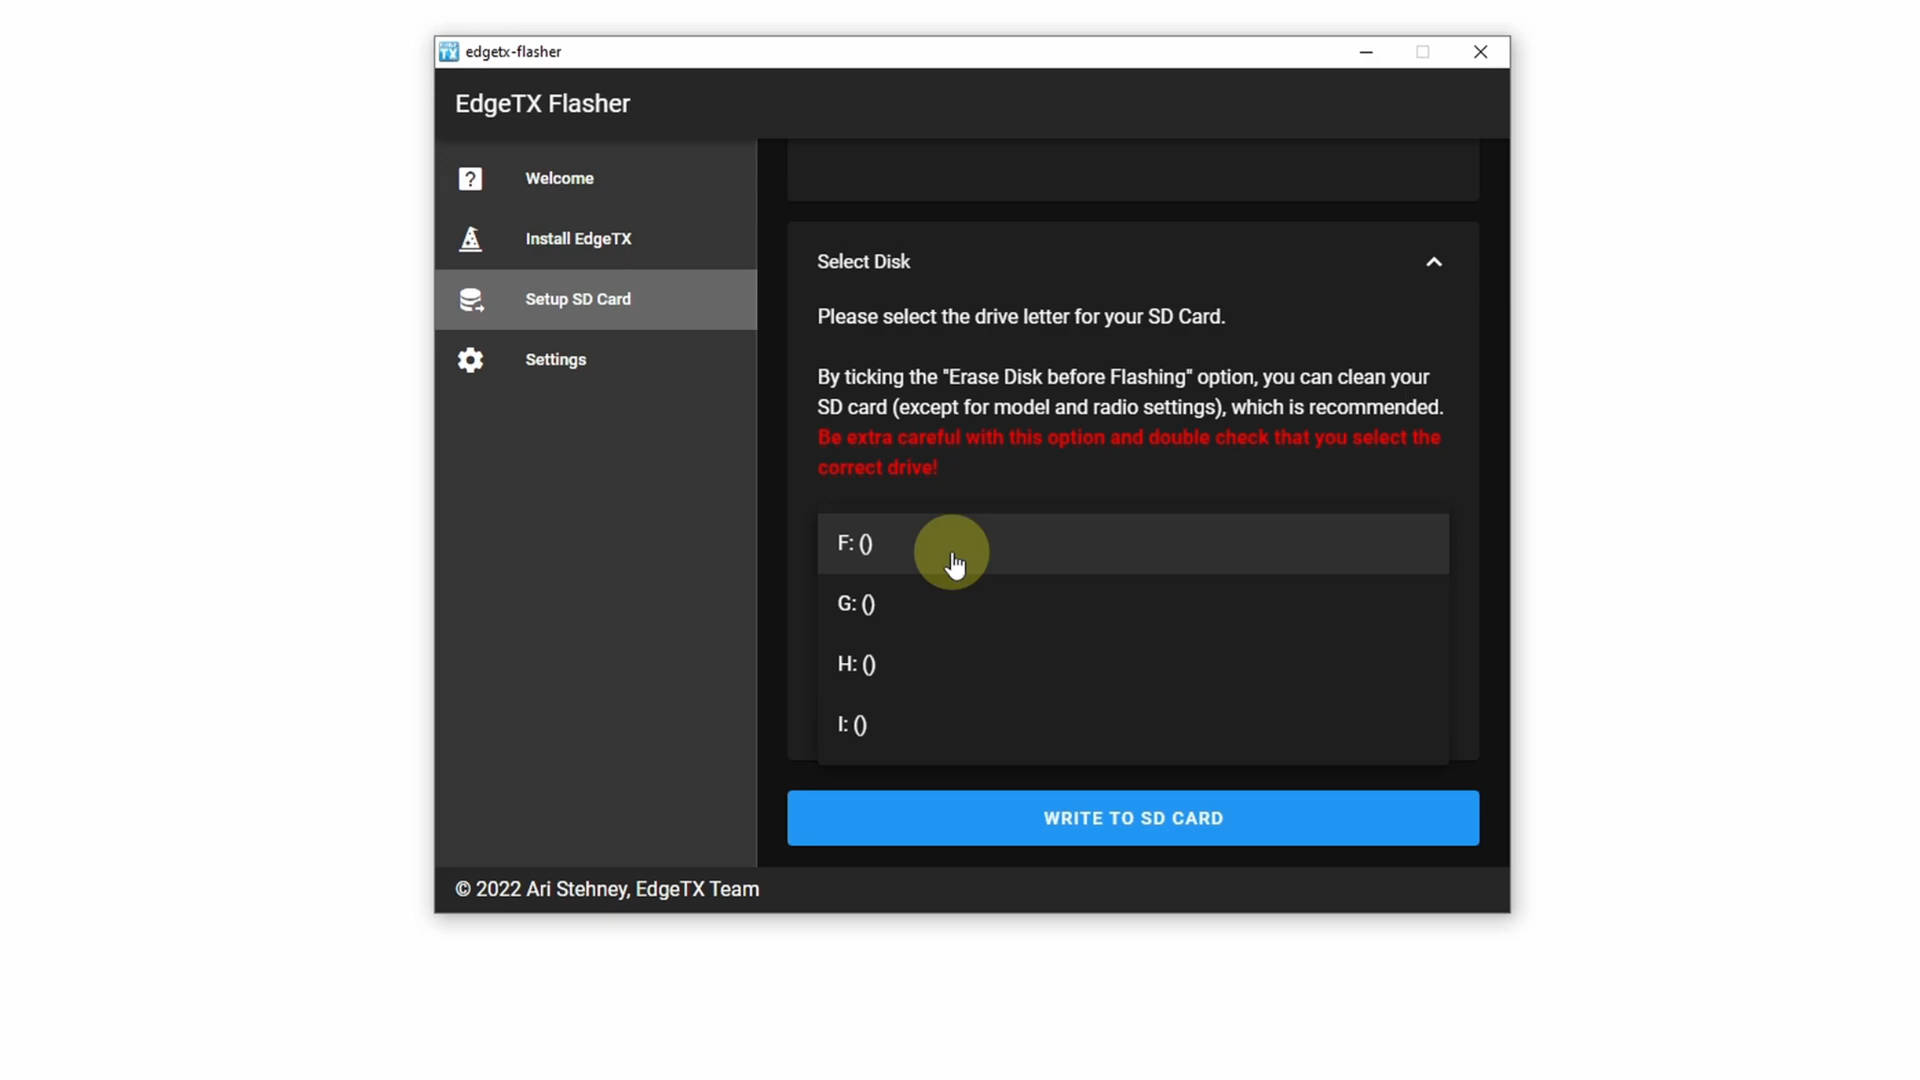 edgetx-flasher
EdgeTX Flasher
Welcome
Install EdgeTX
Setup SD Card
Settings
Select Disk
Please select the drive letter for your SD Card.
By ticking the "Erase Disk before Flashing" option, you can clean your
SD card (except for model and radio settings), which is recommended.
Be extra careful with this option and double check that you select the
correct drive!
F: ()
G: ()
H: ()
I: ()
WRITE TO SD CARD
© 2022 Ari Stehney, EdgeTX Team